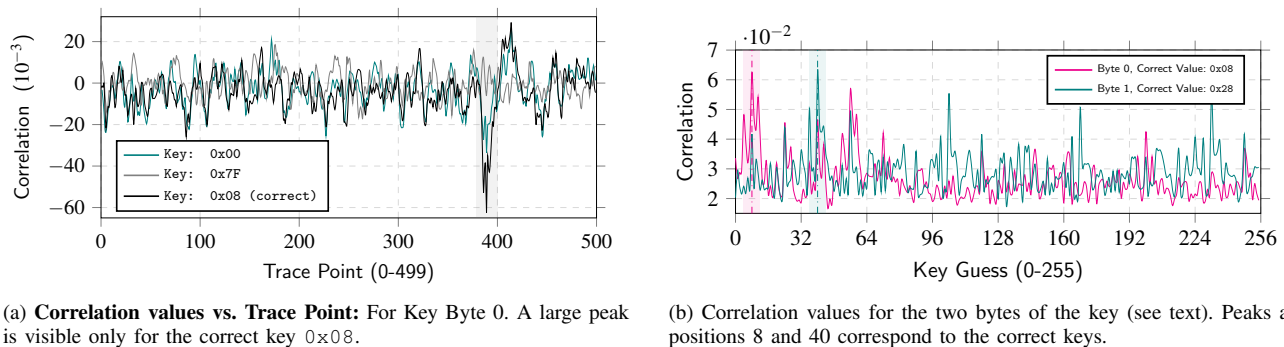 20
0
−20
−40
−60
Correlation (10⁻³)
Key: 0x00
Key: 0x7F
Key: 0x08 (correct)
0 100 200 300 400 500
Trace Point (0-499)
(a) Correlation values vs. Trace Point: For Key Byte 0. A large peak
is visible only for the correct key 0x08.
·10⁻²
7
6
5
4
3
2
Correlation
Byte 0, Correct Value: 0x08
Byte 1, Correct Value: 0x28
0 32 64 96 128 160 192 224 256
Key Guess (0-255)
(b) Correlation values for the two bytes of the key (see text). Peaks a
positions 8 and 40 correspond to the correct keys.